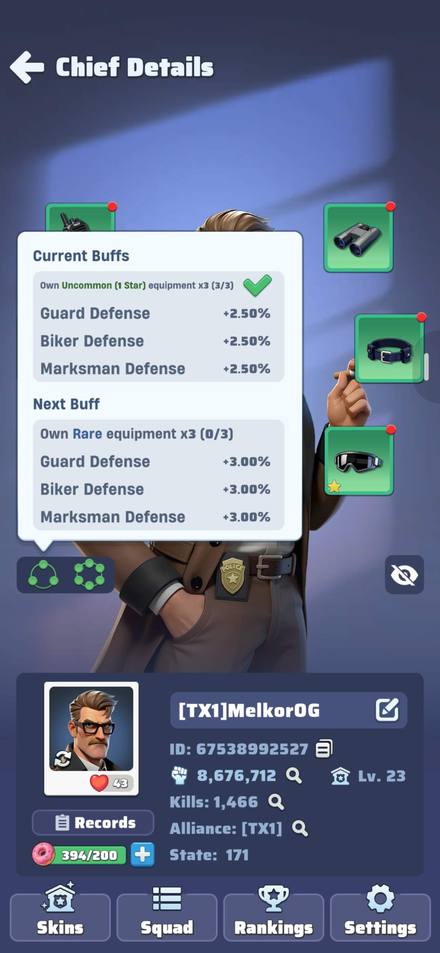 Chief Details
Current Buffs
Own Uncommon (1 Star) equipment x3 (3/3)
Guard Defense +2.50%
Biker Defense +2.50%
Marksman Defense +2.50%
Next Buff
Own Rare equipment x3 (0/3)
Guard Defense +3.00%
Biker Defense +3.00%
Marksman Defense +3.00%
POLICE
[TX1]MelkorOG
ID: 67538992527
8,676,712 Lv. 23
43
Kills: 1,466
Records
Alliance: [TX1]
394/200
State: 171
Skins Squad Rankings Settings